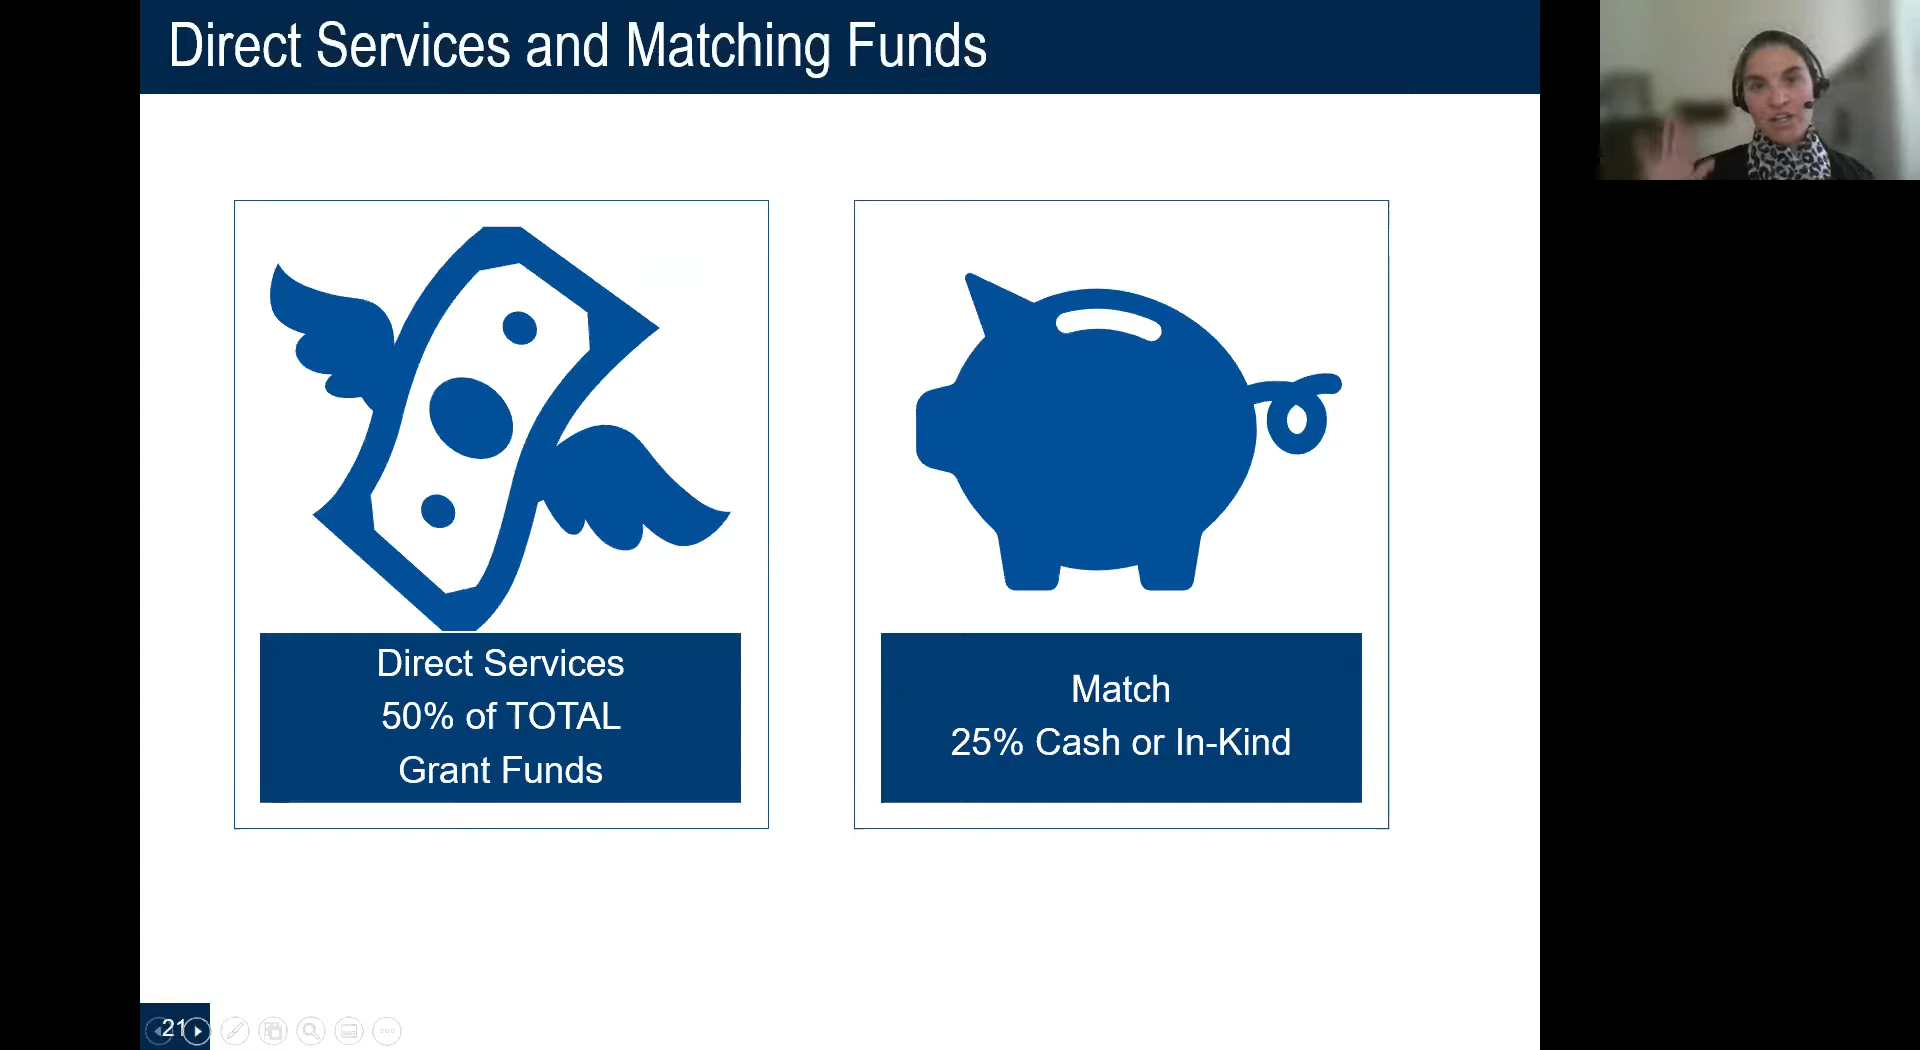 Direct Services and Matching Funds
Direct Services
50% of TOTAL
Grant Funds
Match
25% Cash or In-Kind
21